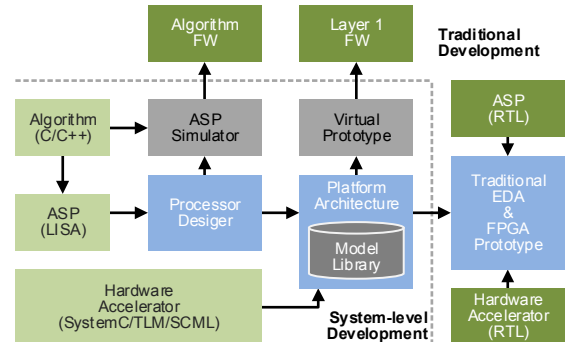 Algorithm
FW
Layer 1
FW
Traditional
Development
Algorithm
(C/C++)
ASP
Simulator
Virtual
Prototype
ASP
(RTL)
ASP
(LISA)
Processor
Desiger
Platform
Architecture
Model
Library
Traditional
EDA
&
FPGA
Prototype
Hardware
Accelerator
(SystemC/TLM/SCML)
System-level
Development
Hardware
Accelerator
(RTL)